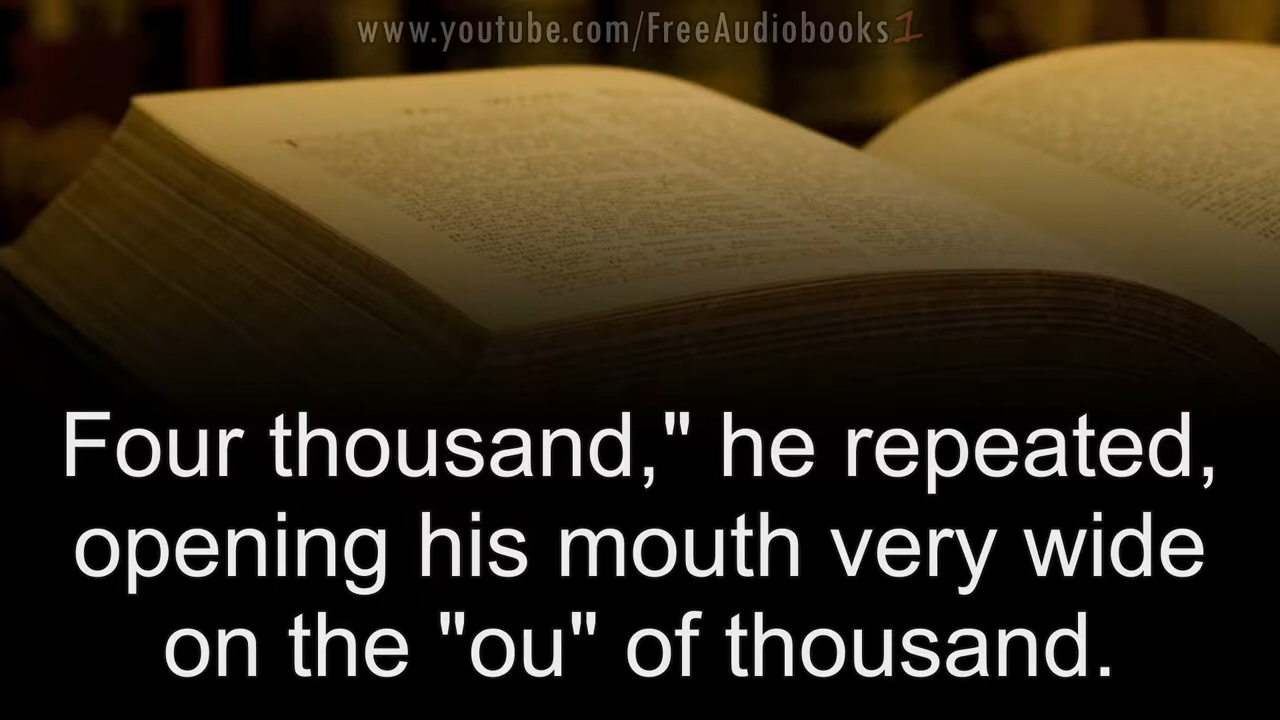 www.youtube.com/FreeAudiobooks1
Four thousand," he repeated,
opening his mouth very wide
on the "ou" of thousand.